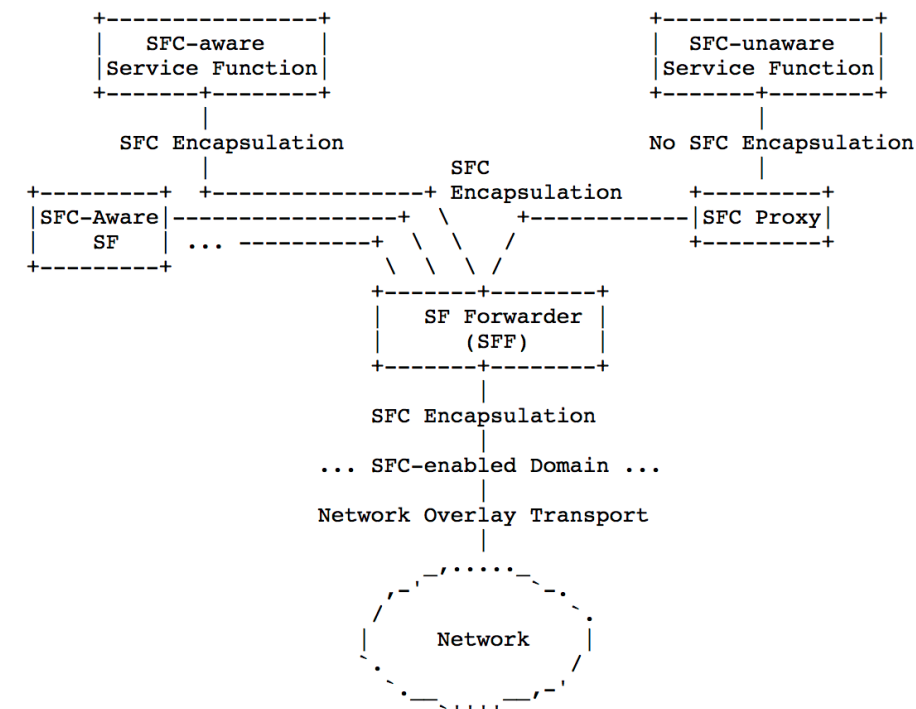 SFC-aware
Service Function
SFC-unaware
Service Function
SFC Encapsulation
No SFC Encapsulation
SFC
Encapsulation
SFC-Aware
SF
...
SFC Proxy
SF Forwarder
(SFF)
SFC Encapsulation
... SFC-enabled Domain ...
Network Overlay Transport
Network